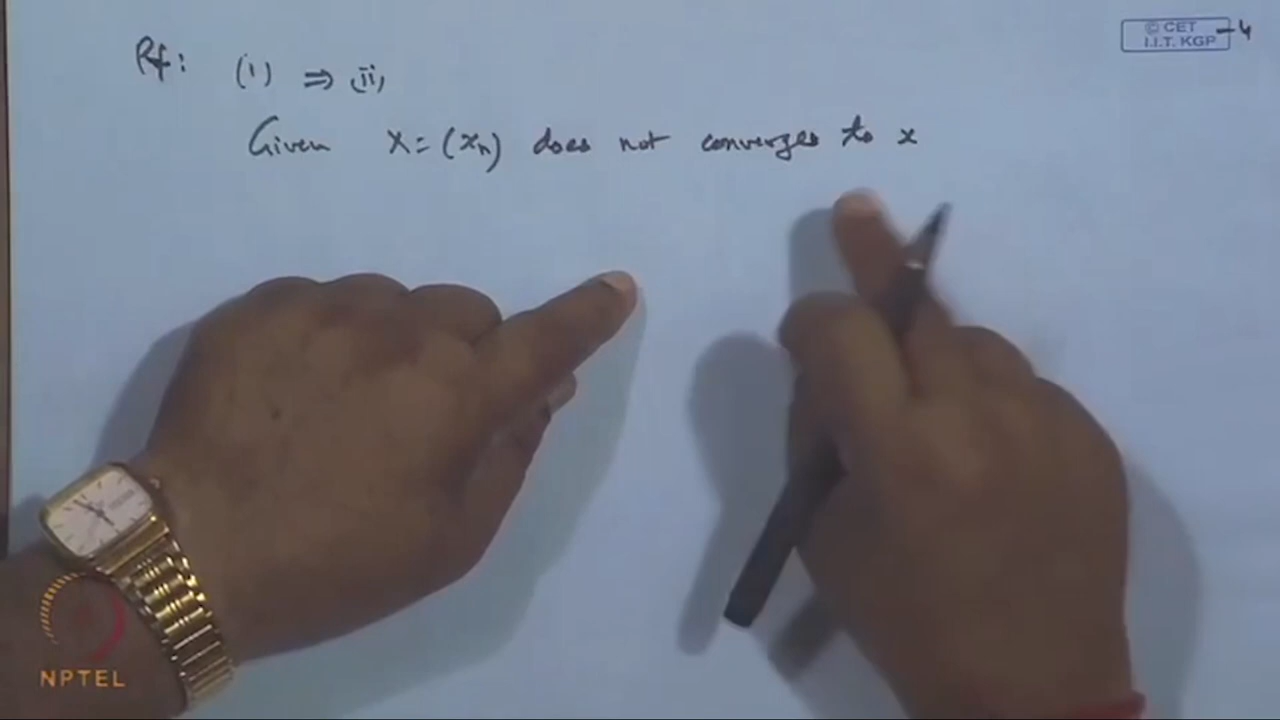 © CET
I.I.T. KGP -4
Pf: (i) ⇒ (ii)
Given X = (xn) does not converges to x
NPTEL